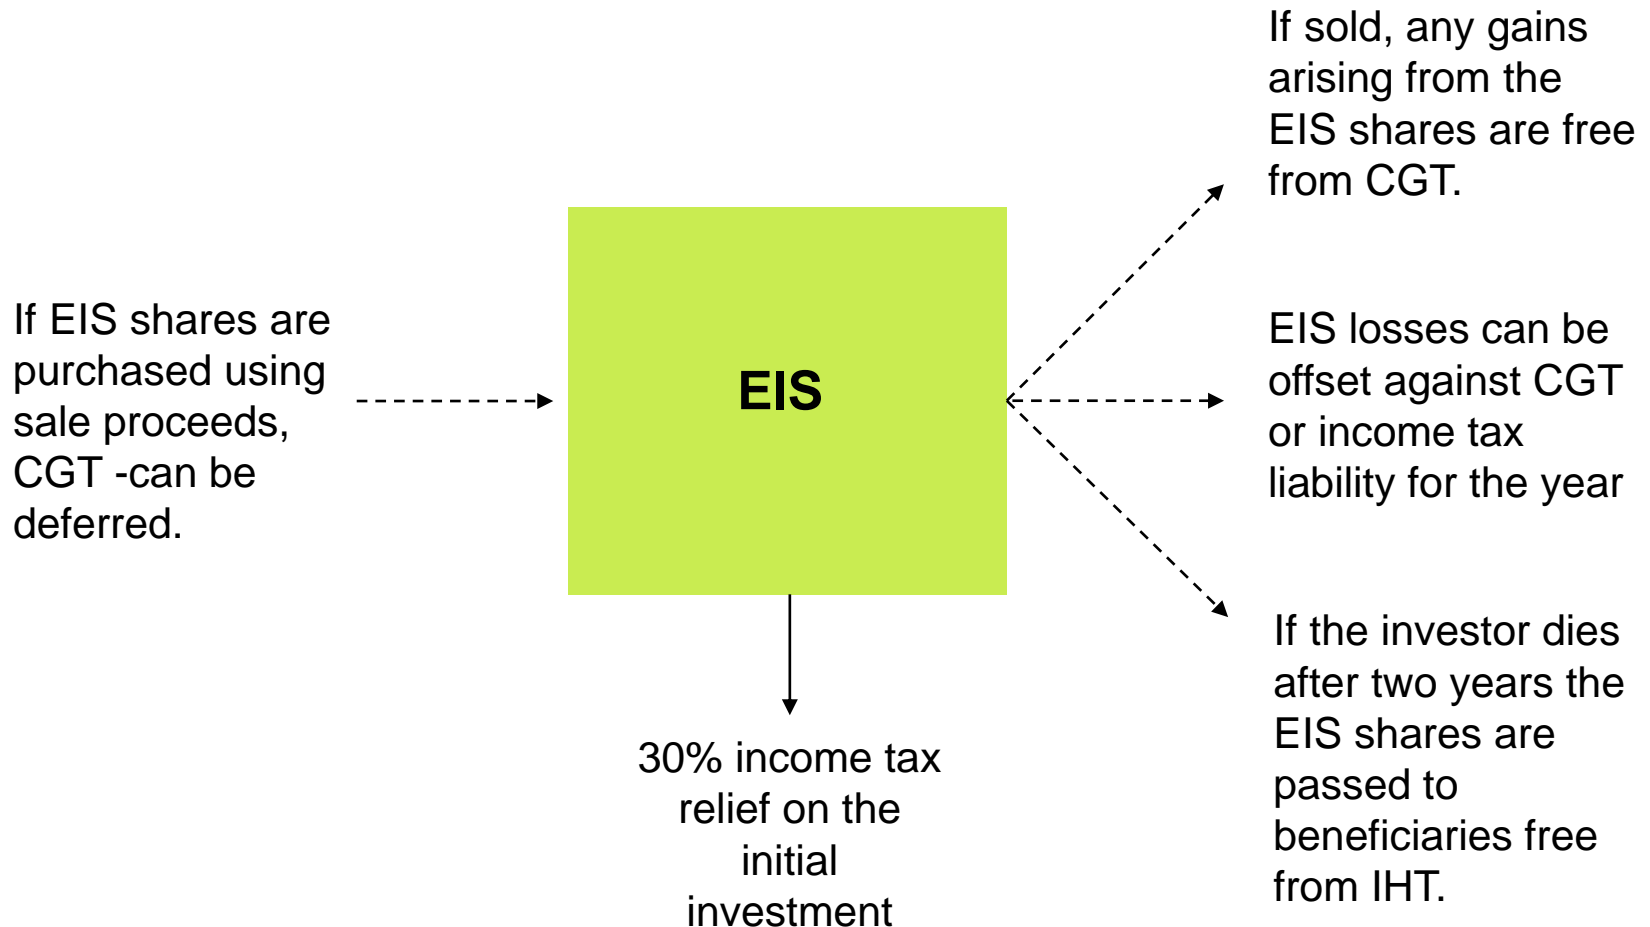 If EIS shares are
purchased using
sale proceeds,
CGT -can be
deferred.
EIS
30% income tax
relief on the
initial
investment
If sold, any gains
arising from the
EIS shares are free
from CGT.
EIS losses can be
offset against CGT
or income tax
liability for the year
If the investor dies
after two years the
EIS shares are
passed to
beneficiaries free
from IHT.